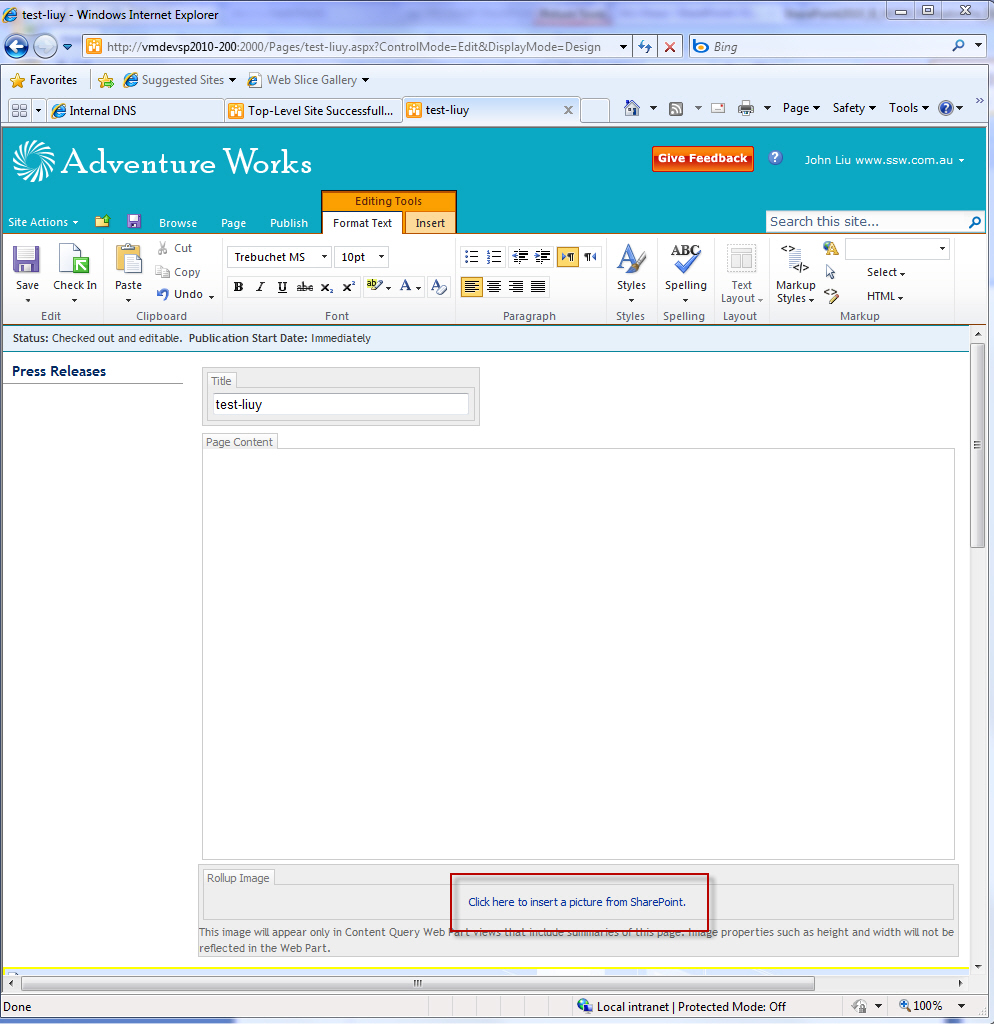 test-liuy - Windows Internet Explorer
http://vmdevsp2010-200:2000/Pages/test-liuy.aspx?ControlMode=Edit&DisplayMode=Design
Bing
Favorites Suggested Sites Web Slice Gallery
Internal DNS Top-Level Site Successfull... test-liuy Page Safety Tools
Adventure Works
Give Feedback John Liu www.ssw.com.au
Editing Tools
Site Actions Browse Page Publish Format Text Insert Search this site...
Save Check In Paste Cut Copy Undo
Trebuchet MS 10pt
B I U abc X₂ X²
Styles ABC Spelling Text Layout Markup Styles Select HTML
Edit Clipboard Font Paragraph Styles Spelling Layout Markup
Status: Checked out and editable. Publication Start Date: Immediately
Press Releases
Title
test-liuy
Page Content
Rollup Image
Click here to insert a picture from SharePoint.
This image will appear only in Content Query Web Part views that include summaries of this page. Image properties such as height and width will not be
reflected in the Web Part.
Done Local intranet | Protected Mode: Off 100%